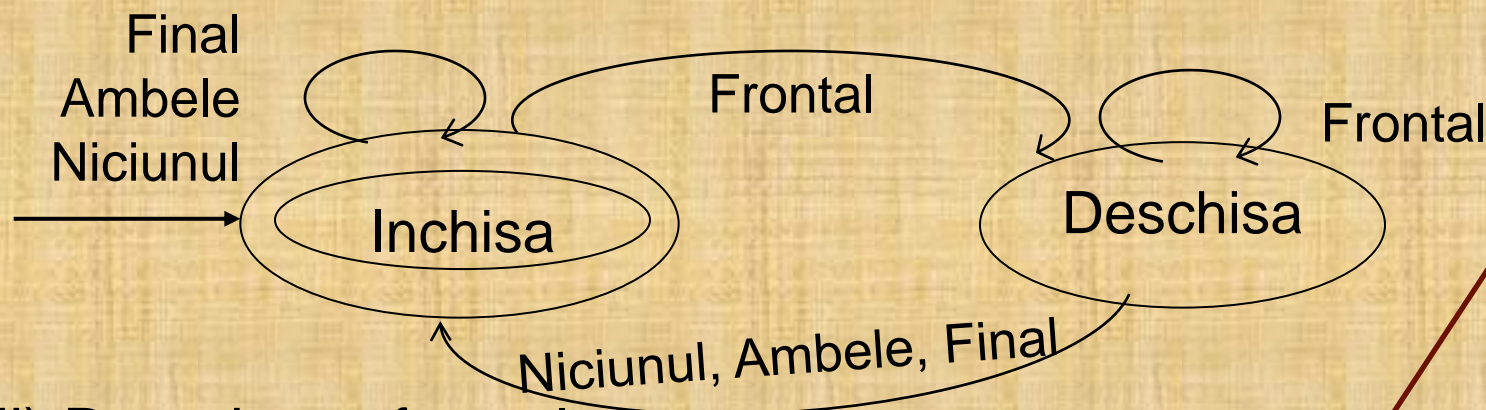 Final
Ambele
Niciunul
Frontal
Frontal
Inchisa
Deschisa
Niciunul, Ambele, Final